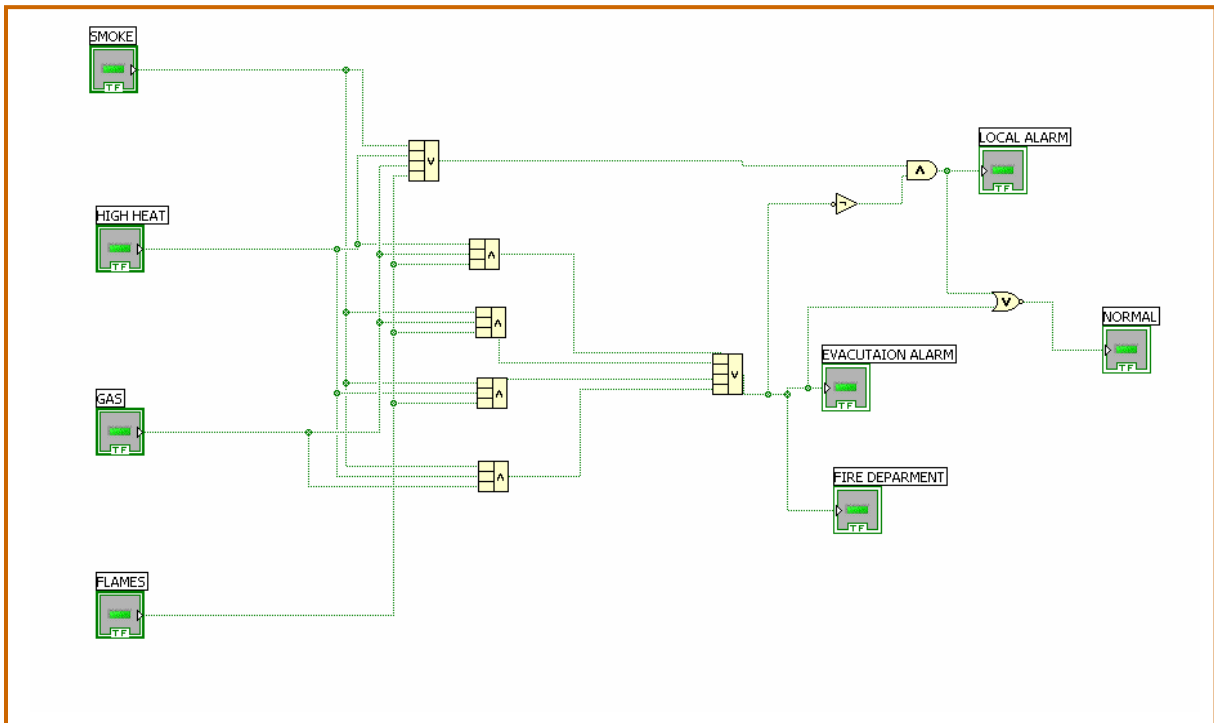 SMOKE
TF
LOCAL ALARM
TF
HIGH HEAT
TF
NORMAL
TF
EVACUTAION ALARM
TF
GAS
TF
FIRE DEPARMENT
TF
FLAMES
TF